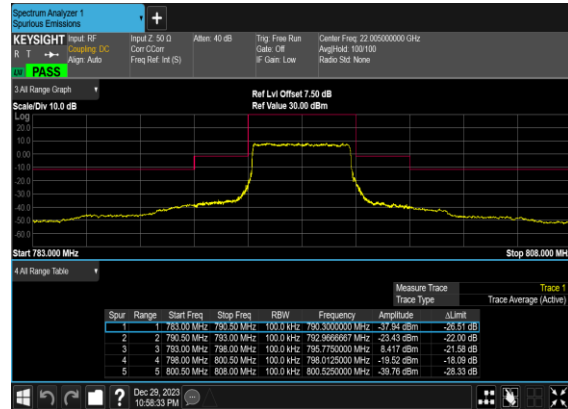 Spectrum Analyzer 1
Spurious Emissions
+
KEYSIGHT Input: RF Input Z: 50 Ω Atten: 40 dB Trig: Free Run Center Freq: 22.005000000 GHz
R T Coupling: DC Corr CCorr Gate: Off Avg|Hold: 100/100
Align: Auto Freq Ref: Int (S) IF Gain: Low Radio Std: None
LW PASS
3 All Range Graph
Ref Lvl Offset 7.50 dB
Scale/Div 10.0 dB Ref Value 30.00 dBm
Log
20.0
10.0
0.00
-10.0
-20.0
-30.0
-40.0
-50.0
-60.0
Start 783.000 MHz Stop 808.000 MHz
4 All Range Table
Measure Trace Trace 1
Trace Type Trace Average (Active)
Spur Range Start Freq Stop Freq RBW Frequency Amplitude ΔLimit
1 1 783.00 MHz 790.50 MHz 100.0 kHz 790.3000000 MHz -37.94 dBm -26.51 dB
2 2 790.50 MHz 793.00 MHz 100.0 kHz 792.9666667 MHz -23.43 dBm -22.00 dB
3 3 793.00 MHz 798.00 MHz 100.0 kHz 795.7750000 MHz 8.417 dBm -21.58 dB
4 4 798.00 MHz 800.50 MHz 100.0 kHz 798.0125000 MHz -19.52 dBm -18.09 dB
5 5 800.50 MHz 808.00 MHz 100.0 kHz 800.5250000 MHz -39.76 dBm -28.33 dB
? Dec 29, 2023
10:58:33 PM